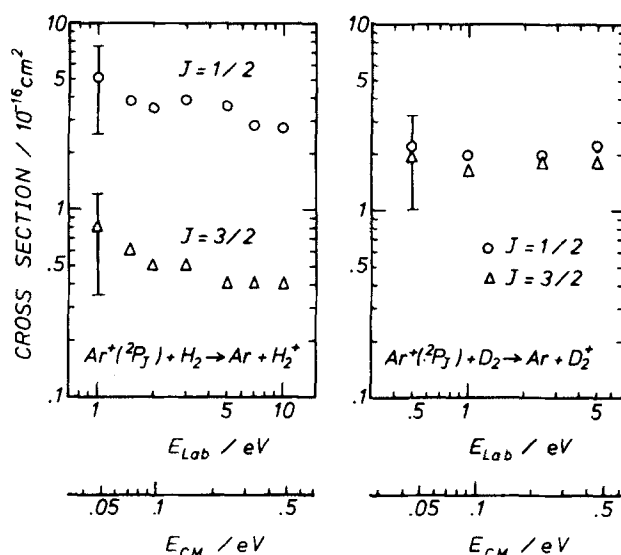 CROSS SECTION / 10⁻¹⁶cm²
10
5
1
0.5
.1
J = 1/2
J = 3/2
Ar⁺(²P_J) + H₂ → Ar + H₂⁺
1 5 10
E_Lab / eV
.05 .1 .5
E_CM / eV
10
5
1
.5
.1
J = 1/2
J = 3/2
Ar⁺(²P_J) + D₂ → Ar + D₂⁺
.5 1 5
E_Lab / eV
.05 .1 .5
E_CM / eV